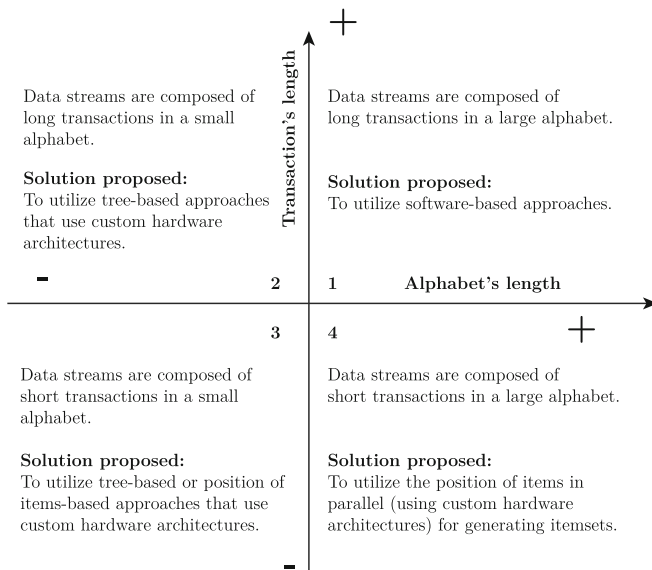 +
Data streams are composed of
long transactions in a small
alphabet.
Solution proposed:
To utilize tree-based approaches
that use custom hardware
architectures.
Transaction's length
Data streams are composed of
long transactions in a large alphabet.
Solution proposed:
To utilize software-based approaches.
-
2
1
Alphabet's length
3
4
+
Data streams are composed of
short transactions in a small
alphabet.
Solution proposed:
To utilize tree-based or position of
items-based approaches that use
custom hardware architectures.
Data streams are composed of
short transactions in a large alphabet.
Solution proposed:
To utilize the position of items in
parallel (using custom hardware
architectures) for generating itemsets.
-